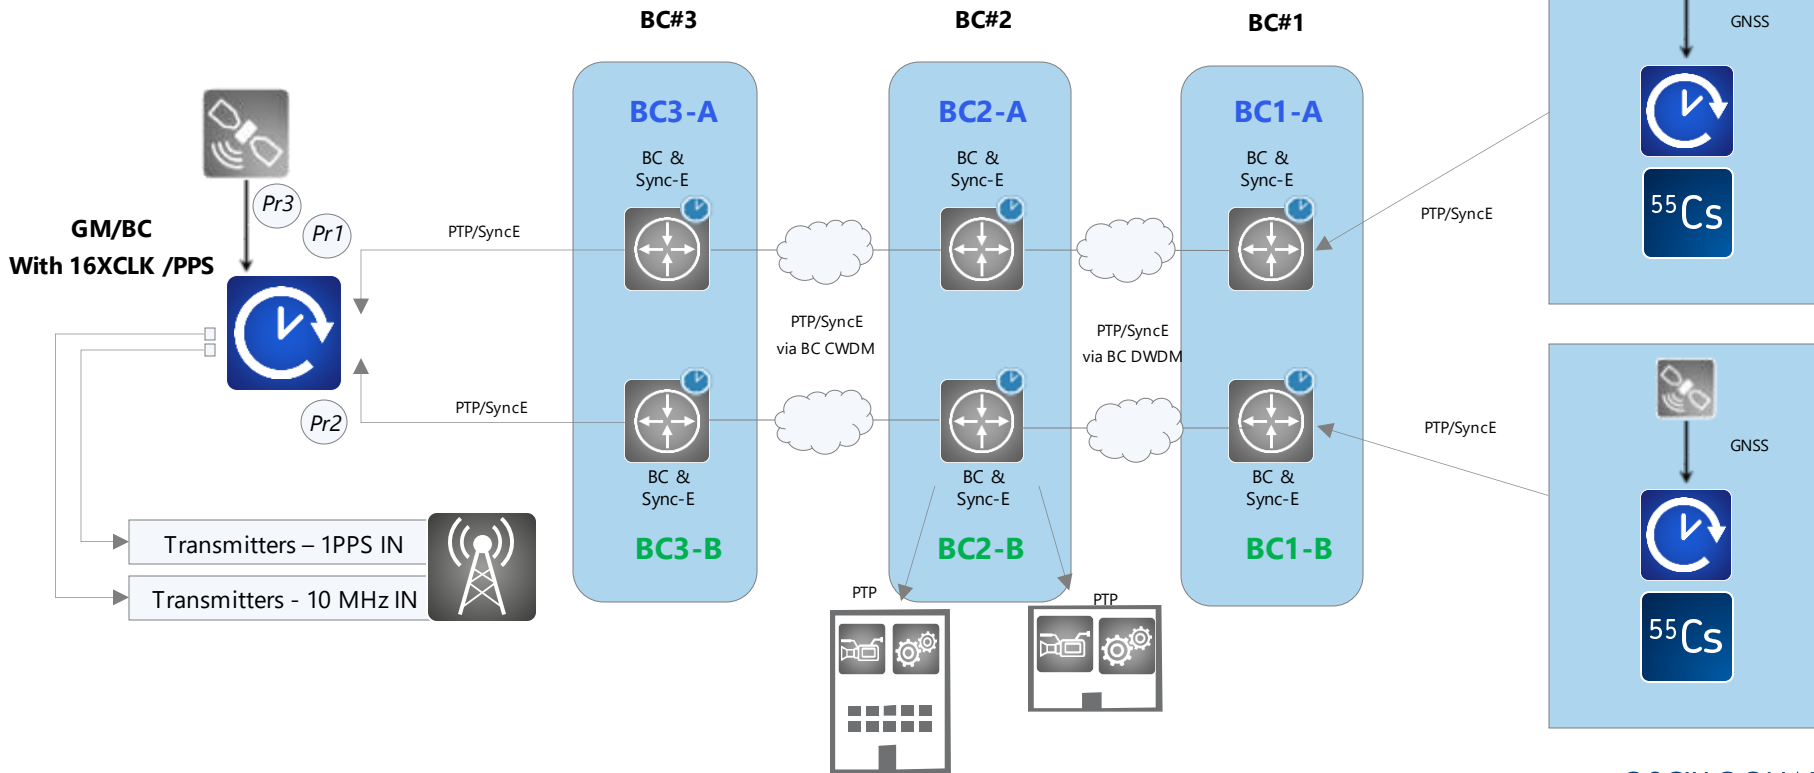 BC#3
BC#2
BC#1
GNSS
BC3-A
BC2-A
BC1-A
BC &
Sync-E
BC &
Sync-E
BC &
Sync-E
Pr3
Pr1
GM/BC
With 16XCLK /PPS
PTP/SyncE
PTP/SyncE
55Cs
PTP/SyncE
via BC CWDM
PTP/SyncE
via BC DWDM
Pr2
PTP/SyncE
PTP/SyncE
GNSS
BC &
Sync-E
BC &
Sync-E
BC &
Sync-E
BC3-B
BC2-B
BC1-B
Transmitters – 1PPS IN
Transmitters - 10 MHz IN
PTP
PTP
55Cs